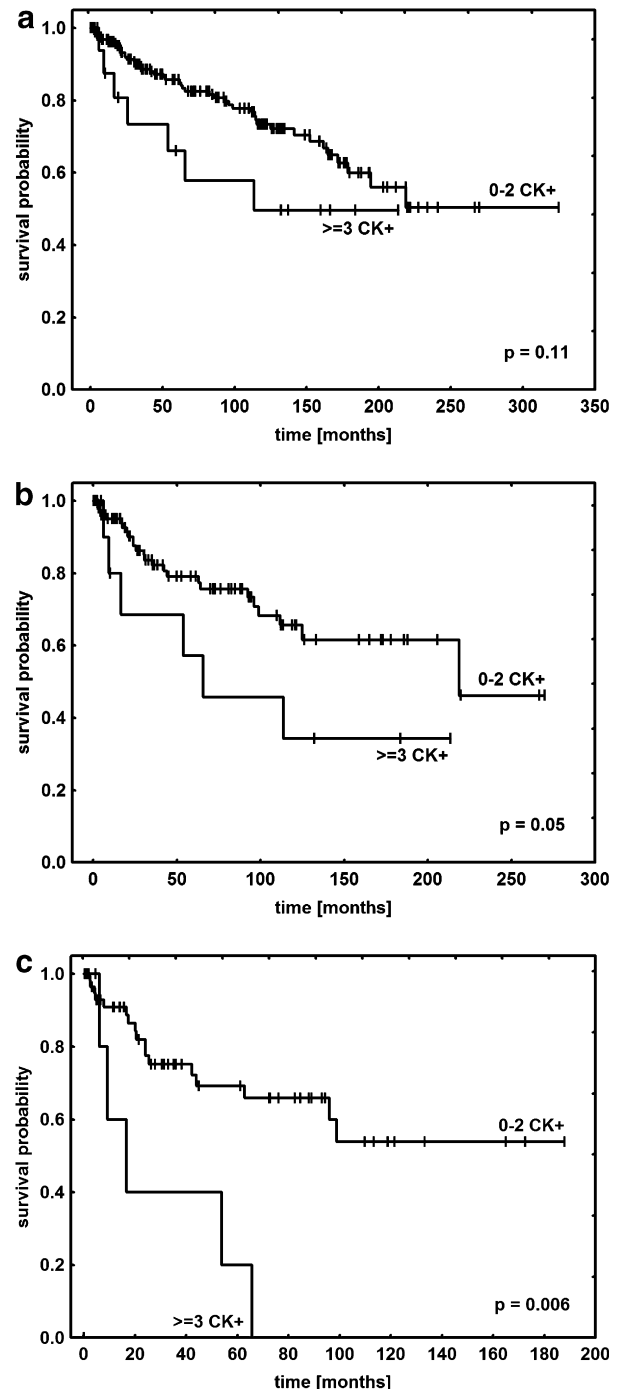 a
1.0
0.8
0.6
0.4
0.2
0.0
survival probability
0-2 CK+
>=3 CK+
p = 0.11
0 50 100 150 200 250 300 350
time [months]
b
1.0
0.8
0.6
0.4
0.2
0.0
survival probability
0-2 CK+
>=3 CK+
p = 0.05
0 50 100 150 200 250 300
time [months]
c
1.0
0.8
0.6
0.4
0.2
0.0
survival probability
0-2 CK+
p = 0.006
>=3 CK+
0 20 40 60 80 100 120 140 160 180 200
time [months]